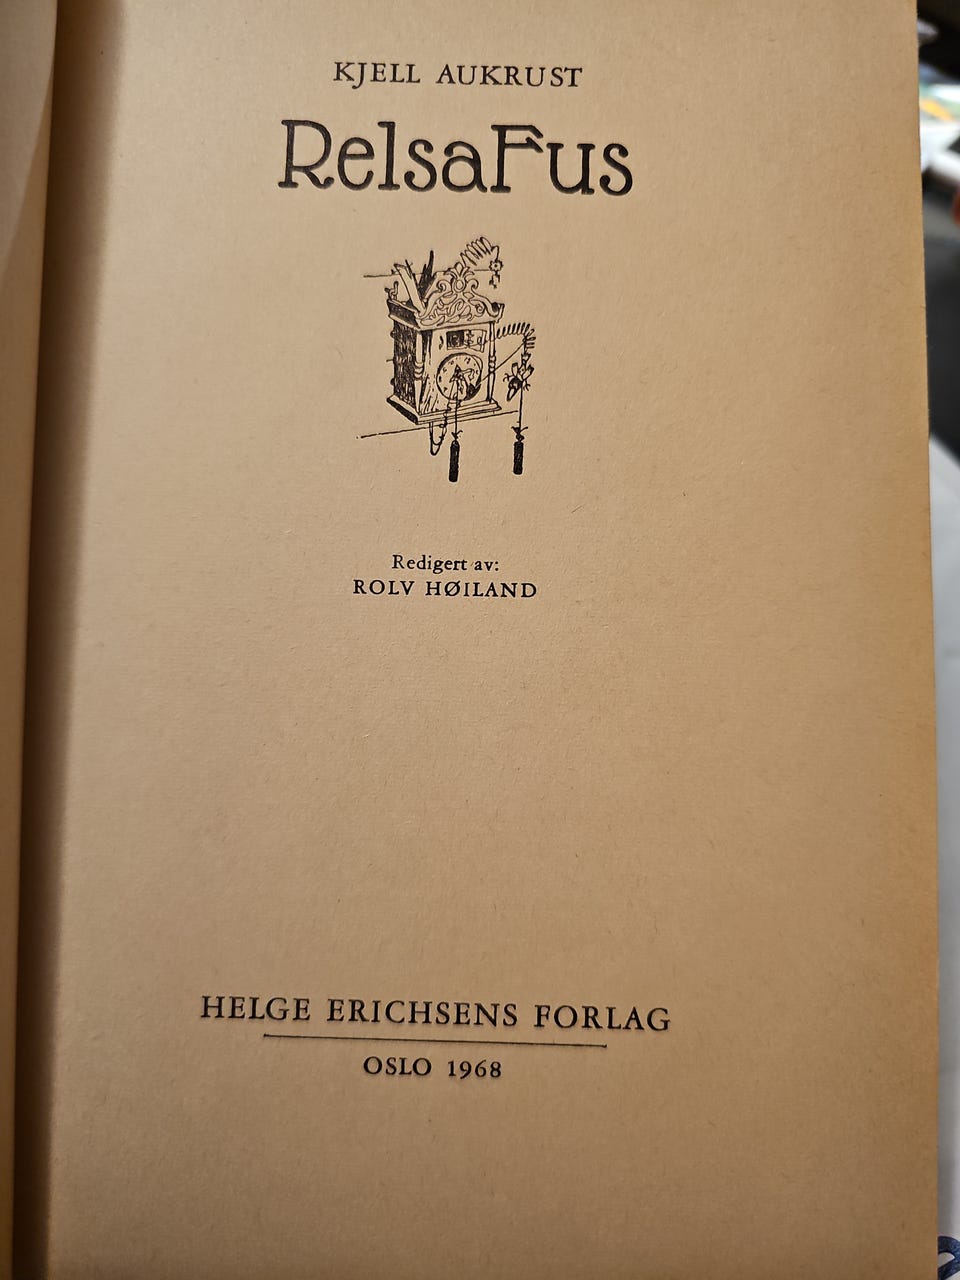 KJELL AUKRUST
RelsaFus
Redigert av:
ROLV HØILAND
HELGE ERICHSENS FORLAG
OSLO 1968